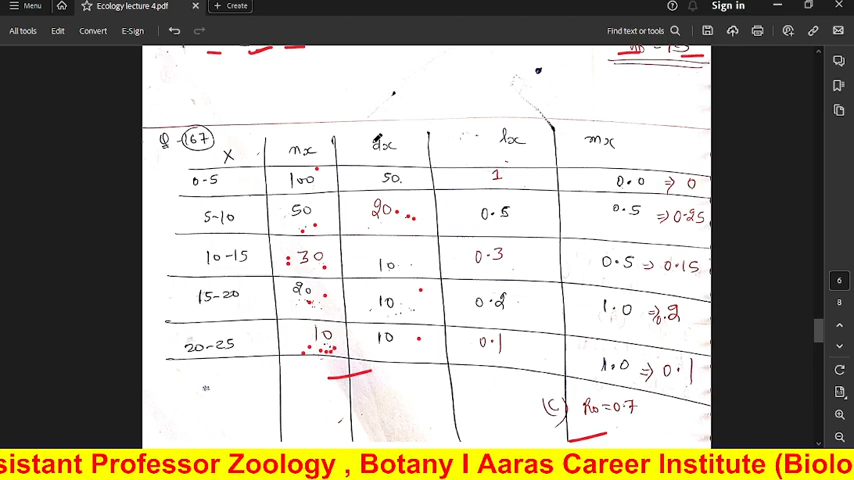 Menu Ecology lecture 4.pdf × + Create Sign in
All tools Edit Convert E-Sign Find text or tools
Q - 167
X nx dx lx mx
0-5 100 50 1 0.0 ⇒ 0
5-10 50 20 0.5 0.5 ⇒ 0.25
10-15 30 10 0.3 0.5 ⇒ 0.15
15-20 20 10 0.2 1.0 ⇒ 0.2
20-25 10 10 0.1 1.0 ⇒ 0.1
(C) R0 = 0.7
6
8
sistant Professor Zoology , Botany I Aaras Career Institute (Biolo